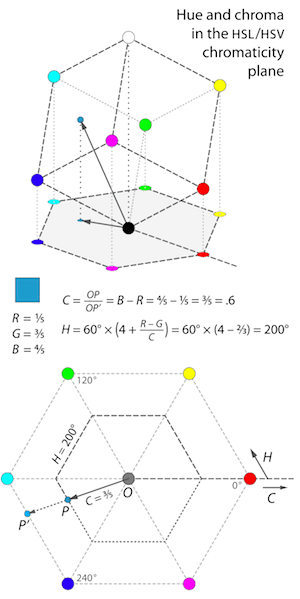 Hue and chroma
in the HSL/HSV
chromaticity
plane
R = ⅕
G = ⅗
B = ⅘
C = OP/OP′ = B – R = ⅘ – ⅕ = ⅗ = .6
H = 60° × (4 + R – G/C) = 60° × (4 – ⅔) = 200°
120°
H = 200°
H
P
C = ⅗
O
0°
C
P′
240°